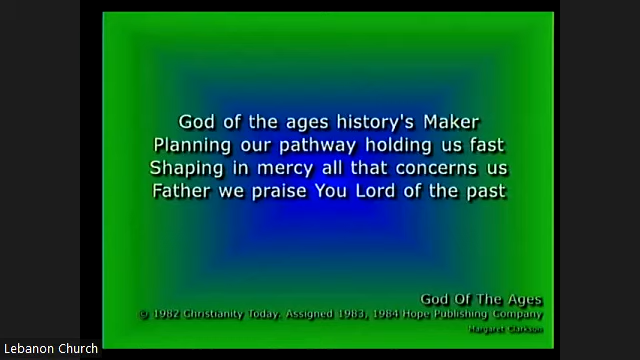 God of the ages history's Maker
Planning our pathway holding us fast
Shaping in mercy all that concerns us
Father we praise You Lord of the past
God Of The Ages
© 1982 Christianity Today. Assigned 1983, 1984 Hope Publishing Company
Margaret Clarkson
Lebanon Church